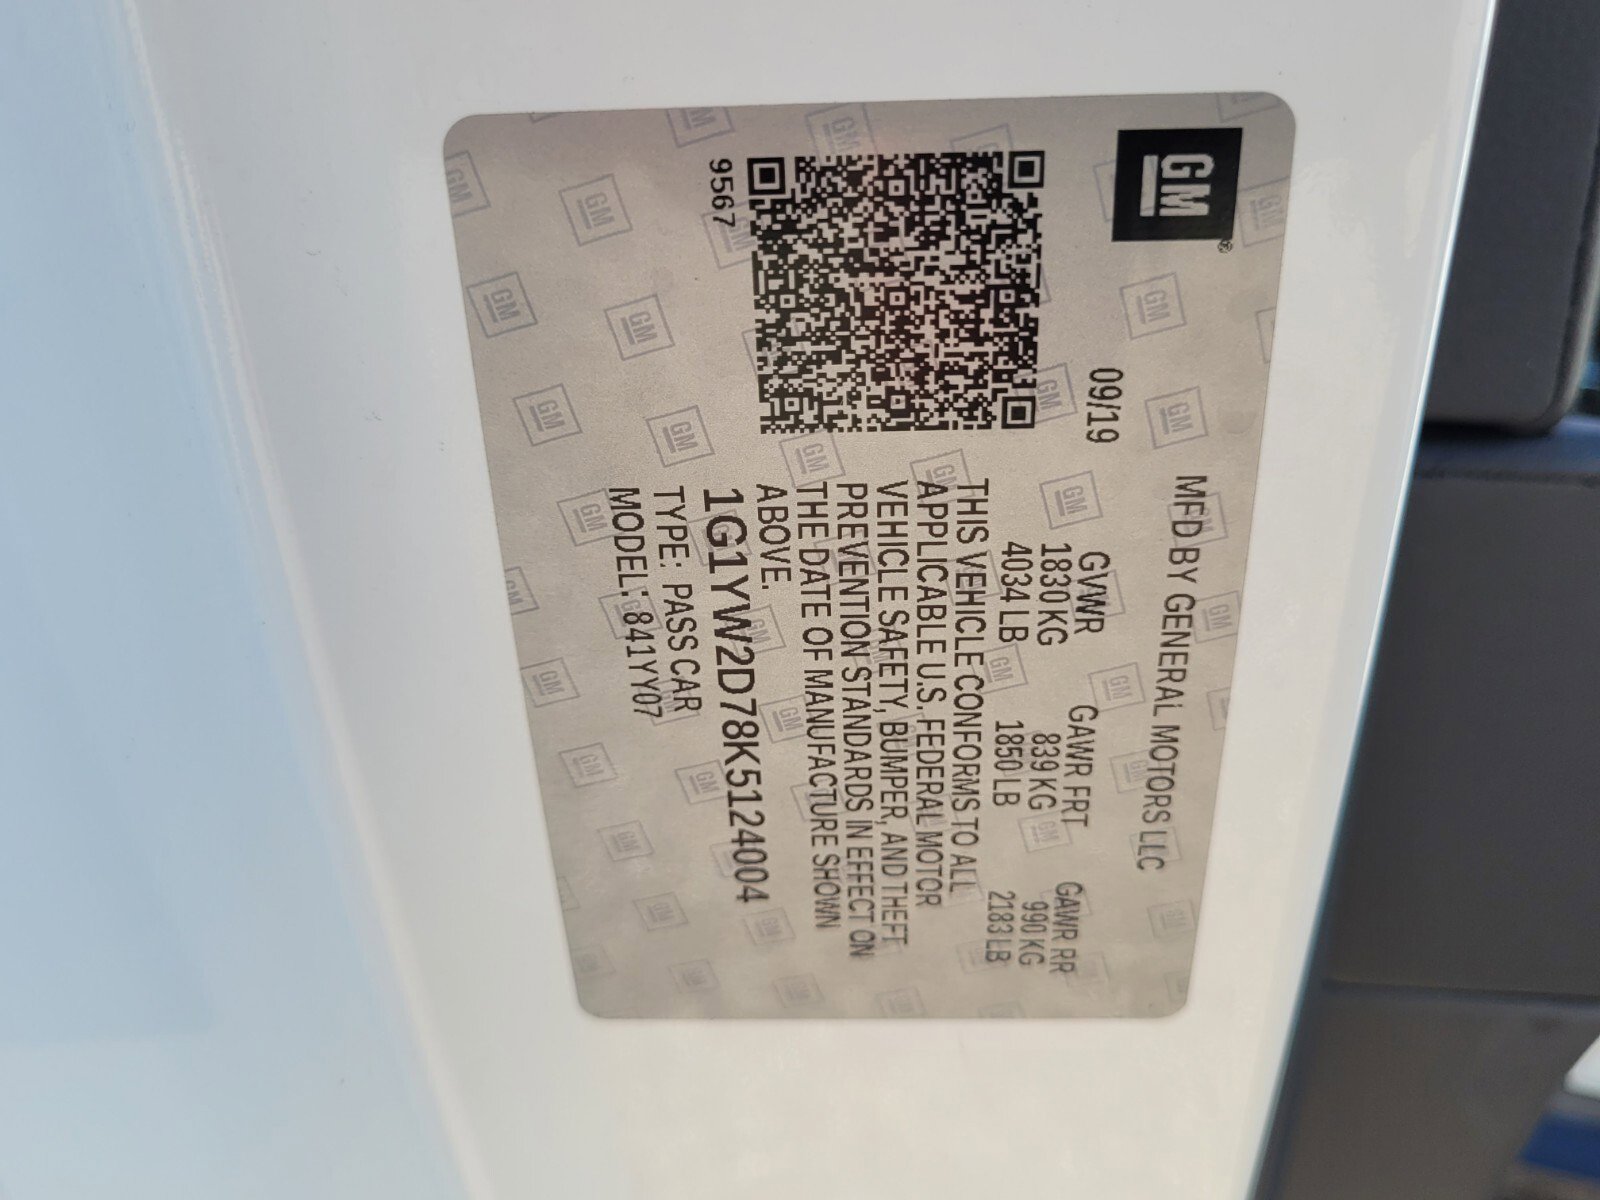 GM
MFD BY GENERAL MOTORS LLC
09/19
GVWR GAWR FRT GAWR RR
1830 KG 839 KG 990 KG
4034 LB 1850 LB 2183 LB
THIS VEHICLE CONFORMS TO ALL
APPLICABLE U.S. FEDERAL MOTOR
VEHICLE SAFETY, BUMPER, AND THEFT
PREVENTION STANDARDS IN EFFECT ON
THE DATE OF MANUFACTURE SHOWN
ABOVE.
1G1YW2D78K5124004
TYPE: PASS CAR
MODEL: 841YY07
9567